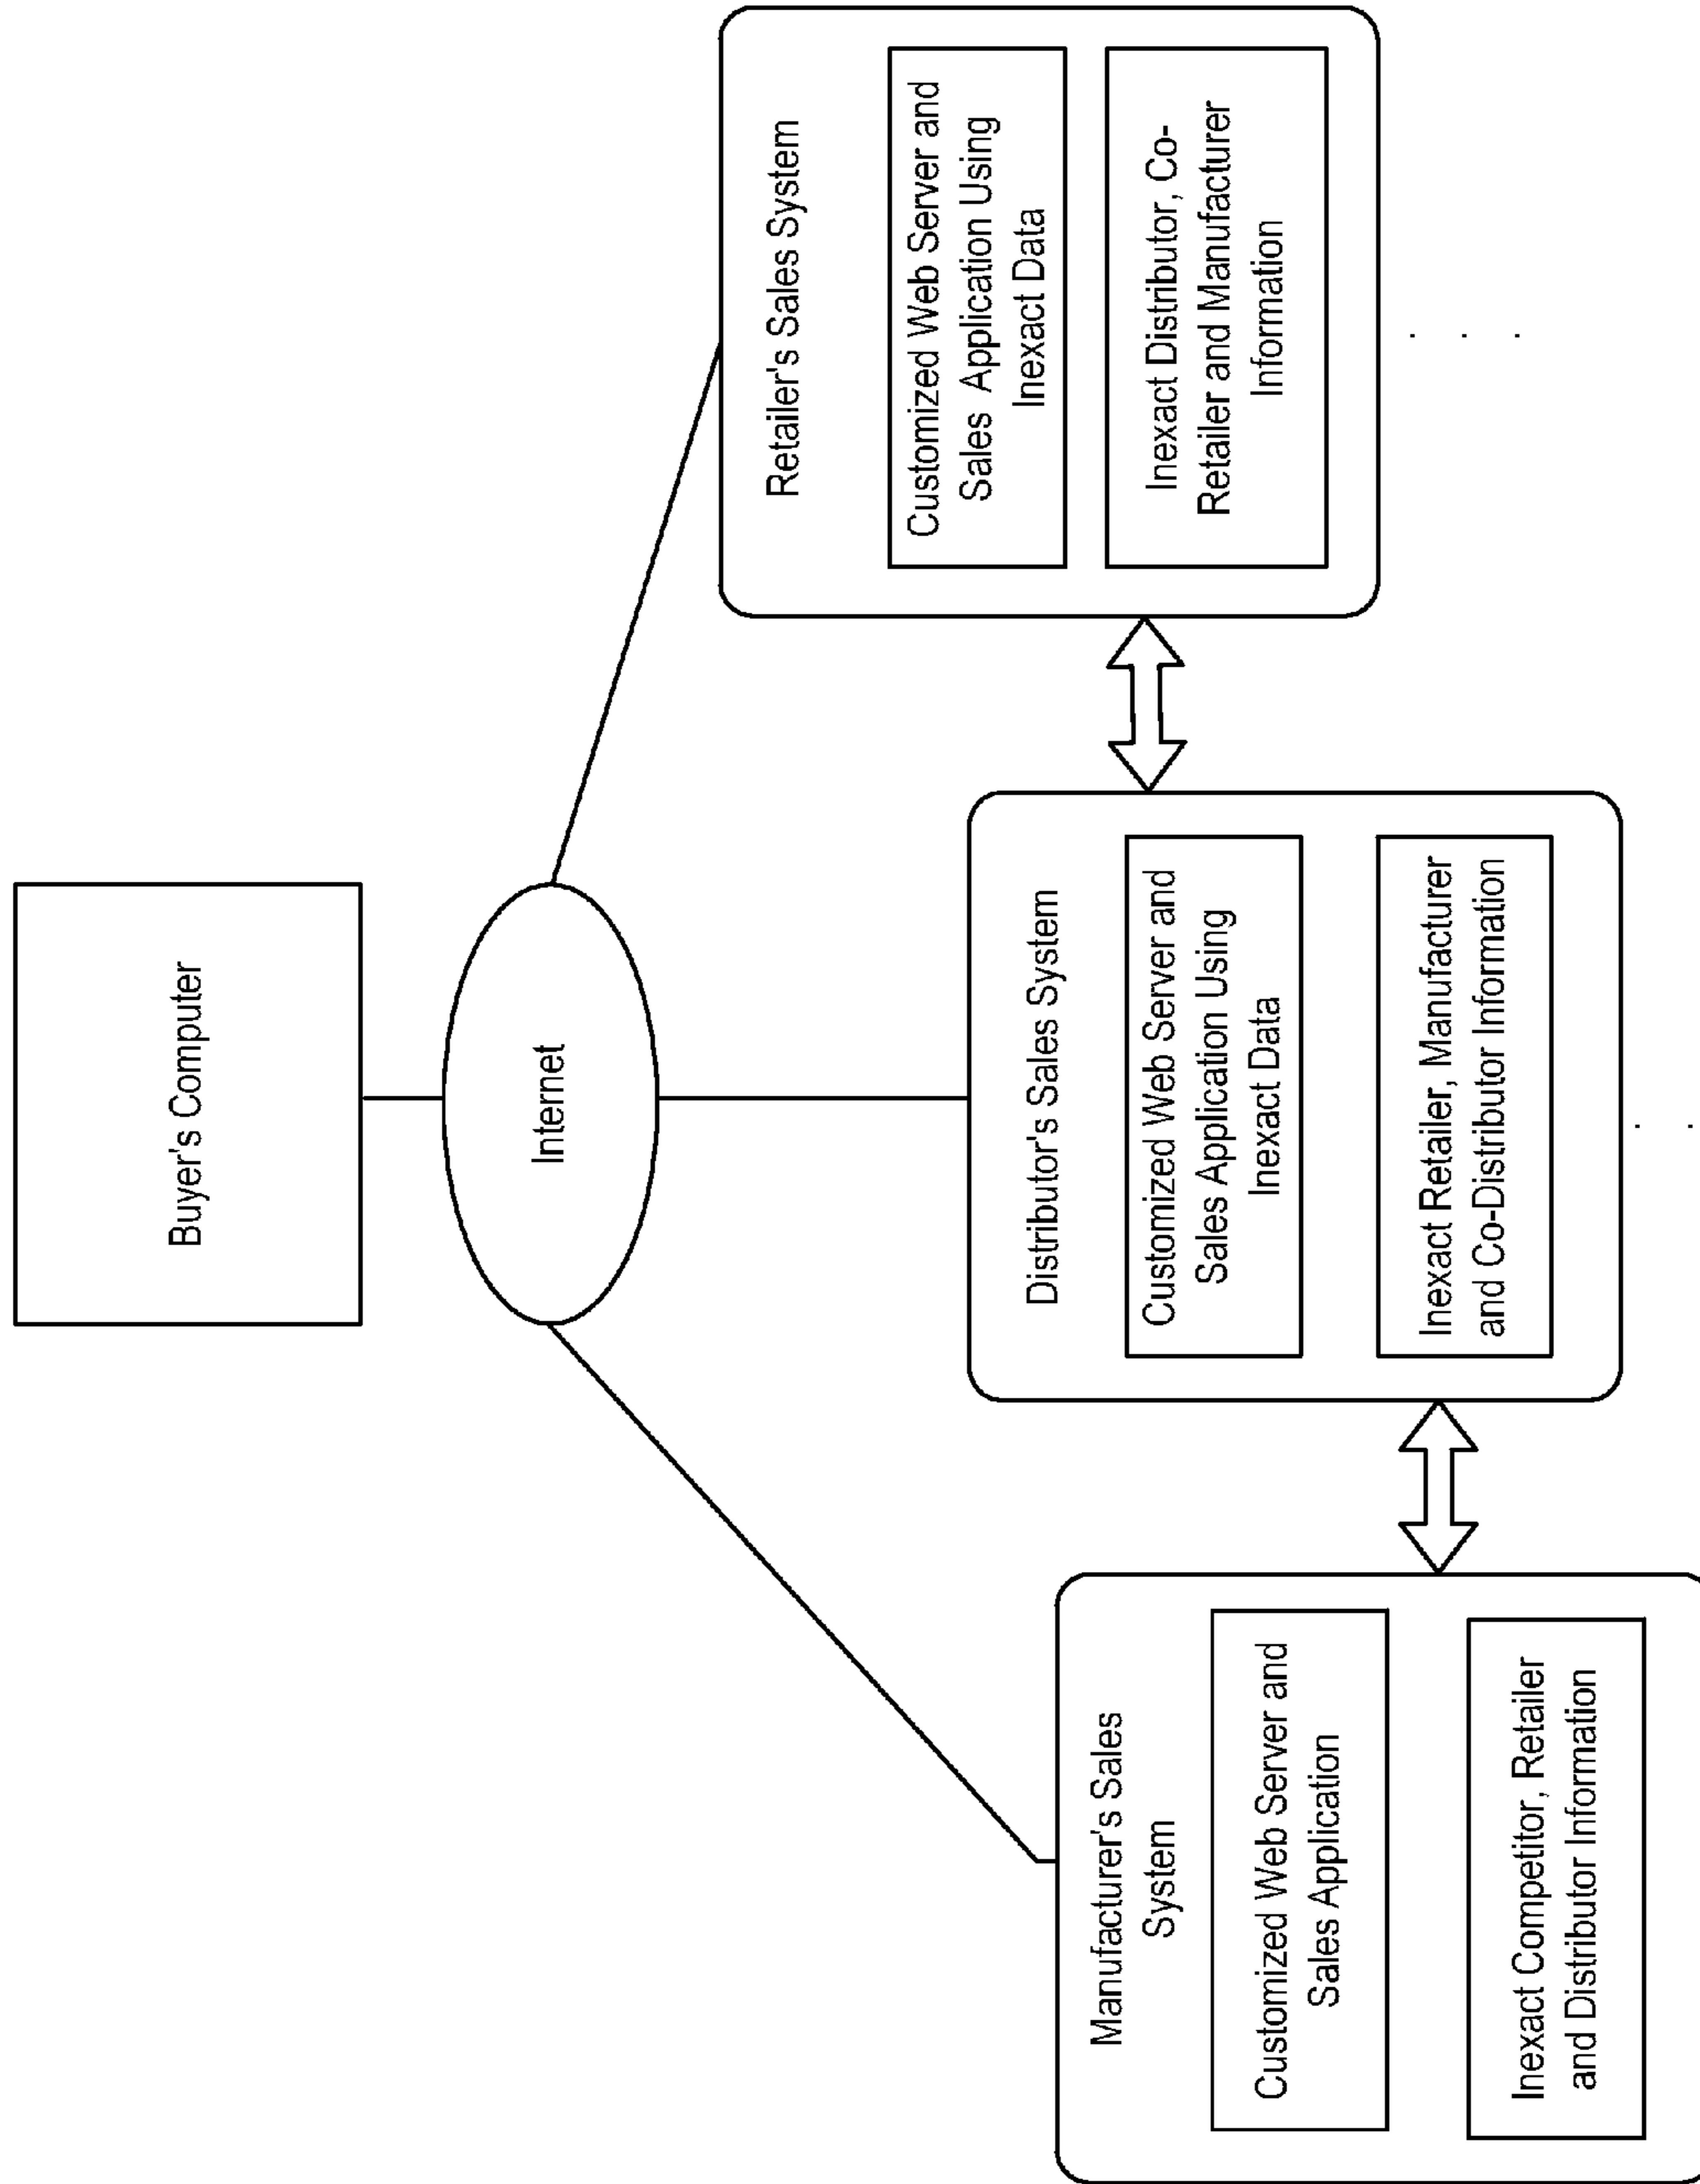 Buyer's Computer
Internet
Manufacturer's Sales
System
Customized Web Server and
Sales Application
Inexact Competitor, Retailer
and Distributor Information
Distributor's Sales System
Customized Web Server and
Sales Application Using
Inexact Data
Inexact Retailer, Manufacturer
and Co-Distributor Information
Retailer's Sales System
Customized Web Server and
Sales Application Using
Inexact Data
Inexact Distributor, Co-
Retailer and Manufacturer
Information